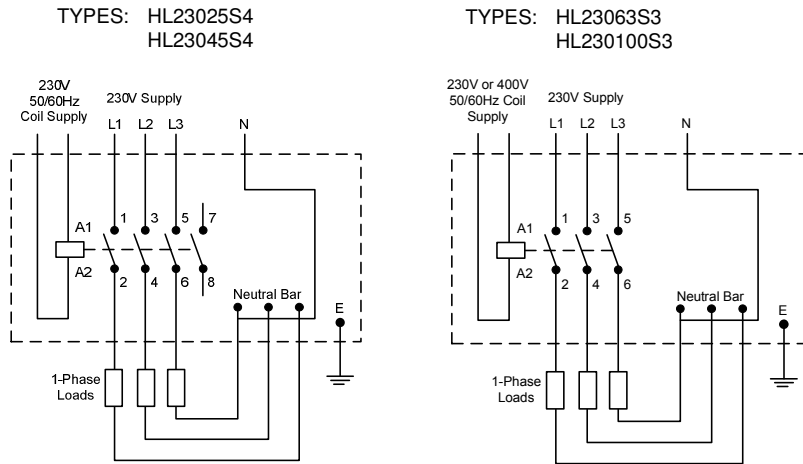 TYPES: HL23025S4
HL23045S4
230V
50/60Hz
Coil Supply
230V Supply
L1 L2 L3 N
1 3 5 7
A1
A2
2 4 6 8
Neutral Bar
E
1-Phase
Loads
TYPES: HL23063S3
HL230100S3
230V or 400V
50/60Hz Coil
Supply
230V Supply
L1 L2 L3 N
1 3 5
A1
A2
2 4 6
Neutral Bar
E
1-Phase
Loads